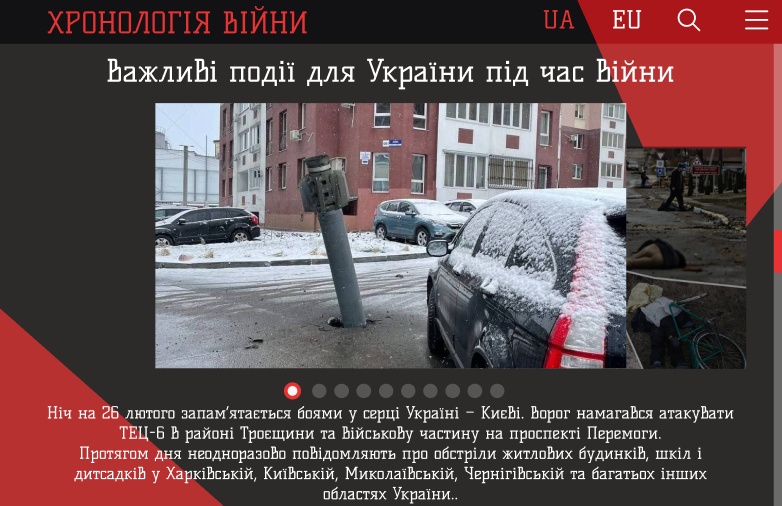 ХРОНОЛОГІЯ ВІЙНИ
UA EU
Важливі події для України під час Війни
Ніч на 26 лютого запам’ятається боями у серці Україні – Києві. Ворог намагався атакувати
ТЕЦ-6 в районі Троєщини та військову частину на проспекті Перемоги.
Протягом дня неодноразово повідомляють про обстріли житлових будинків, шкіл і
дитсадків у Харківській, Київській, Миколаївській, Чернігівській та багатьох інших
областях України..